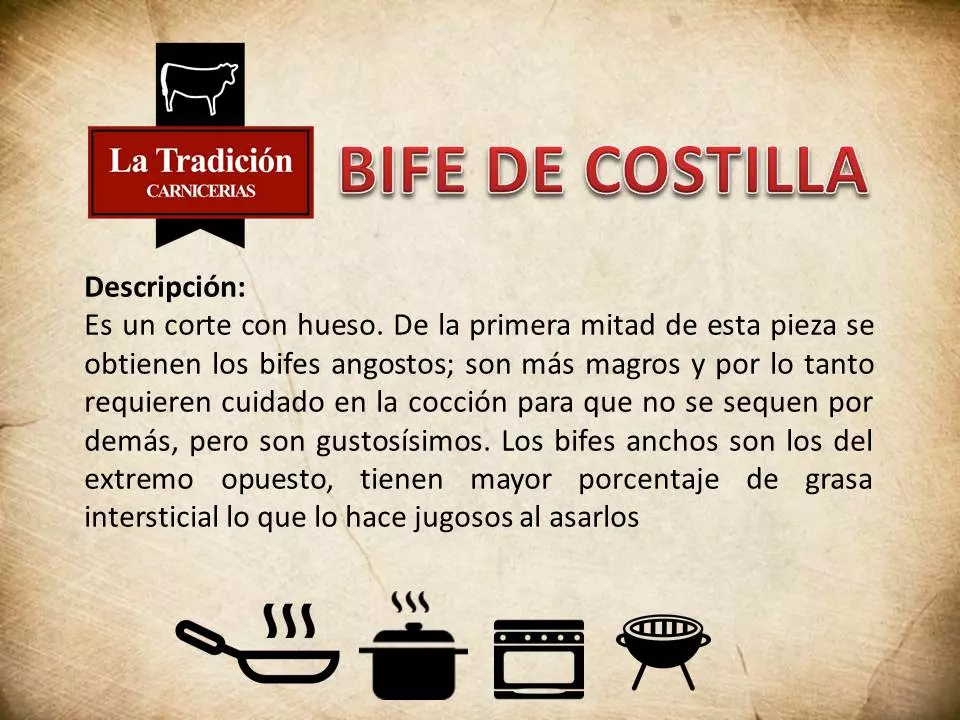 La Tradición
CARNICERIAS
BIFE DE COSTILLA
Descripción:
Es un corte con hueso. De la primera mitad de esta pieza se
obtienen los bifes angostos; son más magros y por lo tanto
requieren cuidado en la cocción para que no se sequen por
demás, pero son gustosísimos. Los bifes anchos son los del
extremo opuesto, tienen mayor porcentaje de grasa
intersticial lo que lo hace jugosos al asarlos